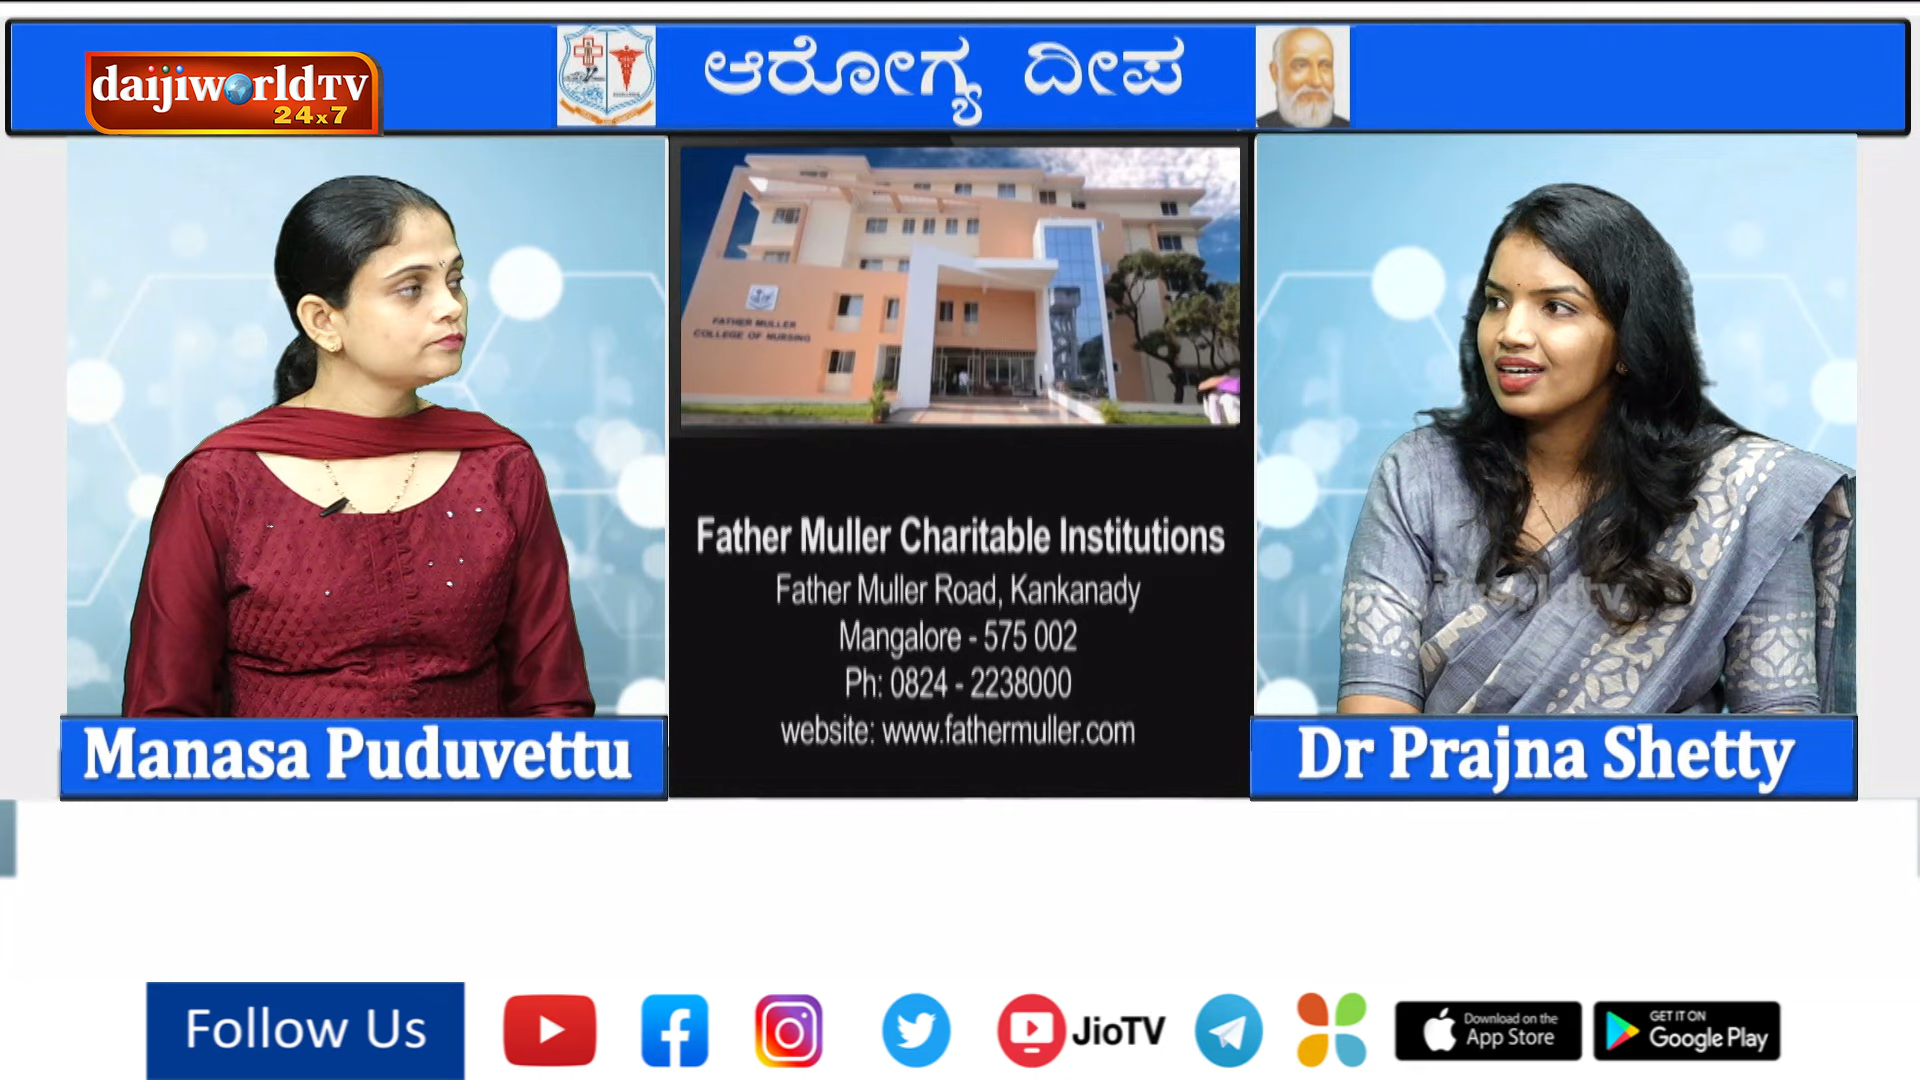 daijiworldTV
24x7
ಆರೋಗ್ಯ ದೀಪ
FATHER MULLER
COLLEGE OF NURSING
Father Muller Charitable Institutions
Father Muller Road, Kankanady
Mangalore - 575 002
Ph: 0824 - 2238000
website: www.fathermuller.com
Manasa Puduvettu
Dr Prajna Shetty
Follow Us
JioTV
Download on the
App Store
GET IT ON
Google Play